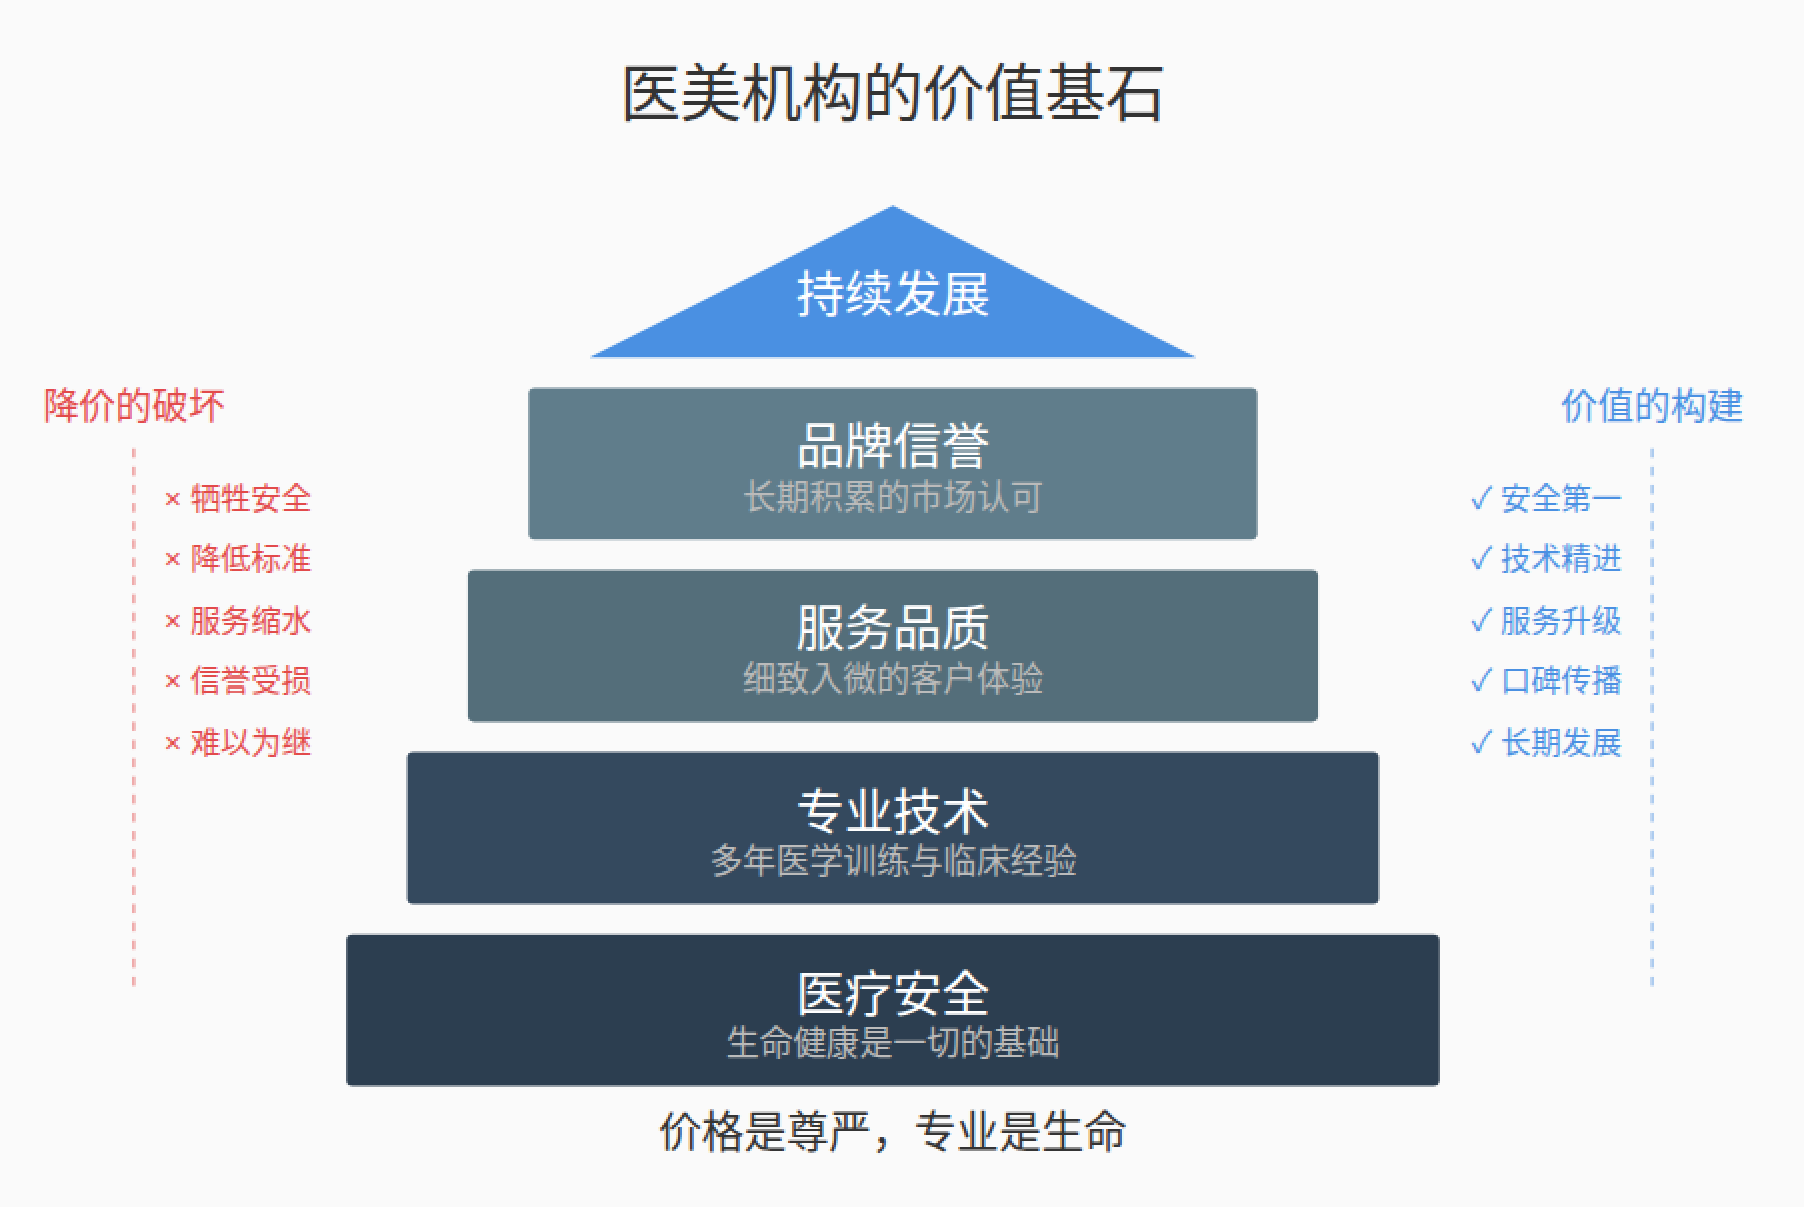 医美机构的价值基石
持续发展
降价的破坏
× 牺牲安全
× 降低标准
× 服务缩水
× 信誉受损
× 难以为继
品牌信誉
长期积累的市场认可
服务品质
细致入微的客户体验
专业技术
多年医学训练与临床经验
医疗安全
生命健康是一切的基础
价值的构建
✓ 安全第一
✓ 技术精进
✓ 服务升级
✓ 口碑传播
✓ 长期发展
价格是尊严，专业是生命